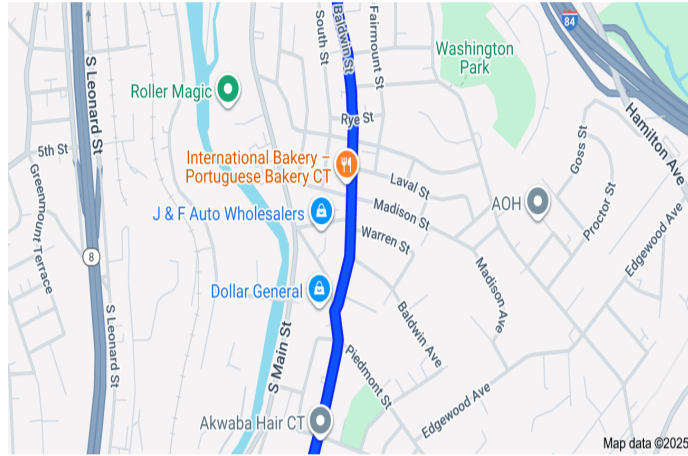 Baldwin St
South St
Fairmount St
84
Washington
Park
Roller Magic
S Leonard St
Hamilton Ave
Rye St
5th St
Goss St
International Bakery –
Portuguese Bakery CT
Laval St
Greenmount Terrace
Madison St
AOH
Proctor St
J & F Auto Wholesalers
Edgewood Ave
Warren St
8
Madison Ave
Dollar General
S Leonard St
Baldwin Ave
S Main St
Piedmont St
Edgewood Ave
Akwaba Hair CT
Map data ©2025